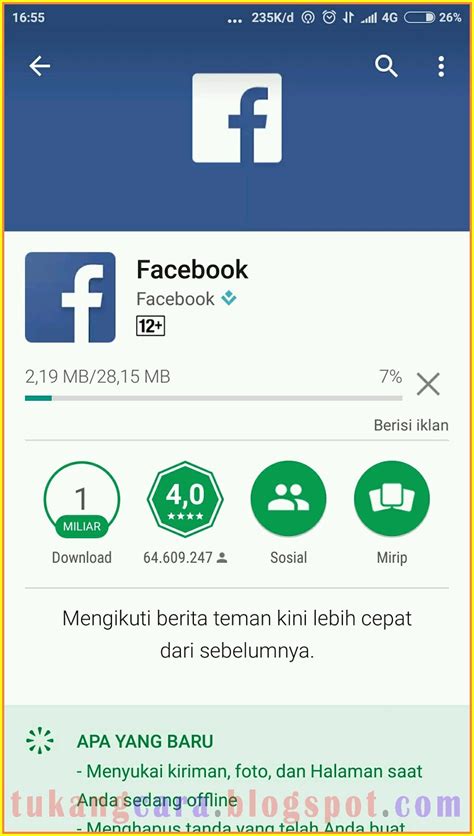 16:55 ... 235K/d 4G 26%
Facebook
Facebook
12+
2,19 MB/28,15 MB 7%
Berisi iklan
1
MILIAR
4,0
Download 64.609.247 Sosial Mirip
Mengikuti berita teman kini lebih cepat
dari sebelumnya.
APA YANG BARU
- Menyukai kiriman, foto, dan Halaman saat
Anda sedang offline
tukangcara.blogspot.com
- Menghapus tanda yang telah Anda buat